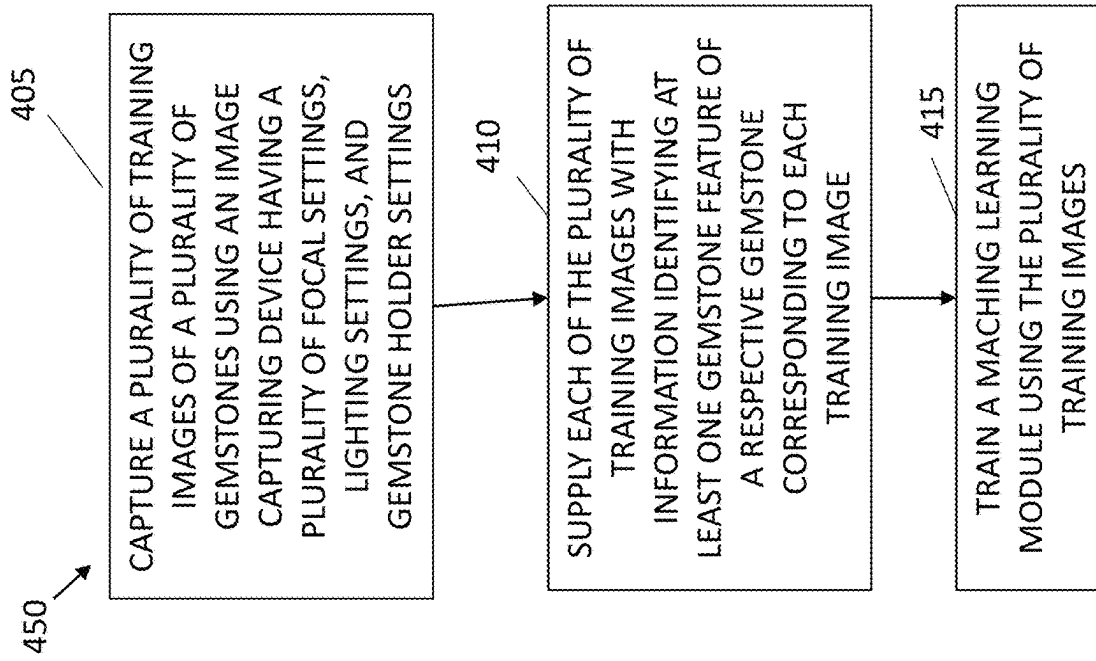 450
405
CAPTURE A PLURALITY OF TRAINING
IMAGES OF A PLURALITY OF
GEMSTONES USING AN IMAGE
CAPTURING DEVICE HAVING A
PLURALITY OF FOCAL SETTINGS,
LIGHTING SETTINGS, AND
GEMSTONE HOLDER SETTINGS
410
SUPPLY EACH OF THE PLURALITY OF
TRAINING IMAGES WITH
INFORMATION IDENTIFYING AT
LEAST ONE GEMSTONE FEATURE OF
A RESPECTIVE GEMSTONE
CORRESPONDING TO EACH
TRAINING IMAGE
415
TRAIN A MACHING LEARNING
MODULE USING THE PLURALITY OF
TRAINING IMAGES